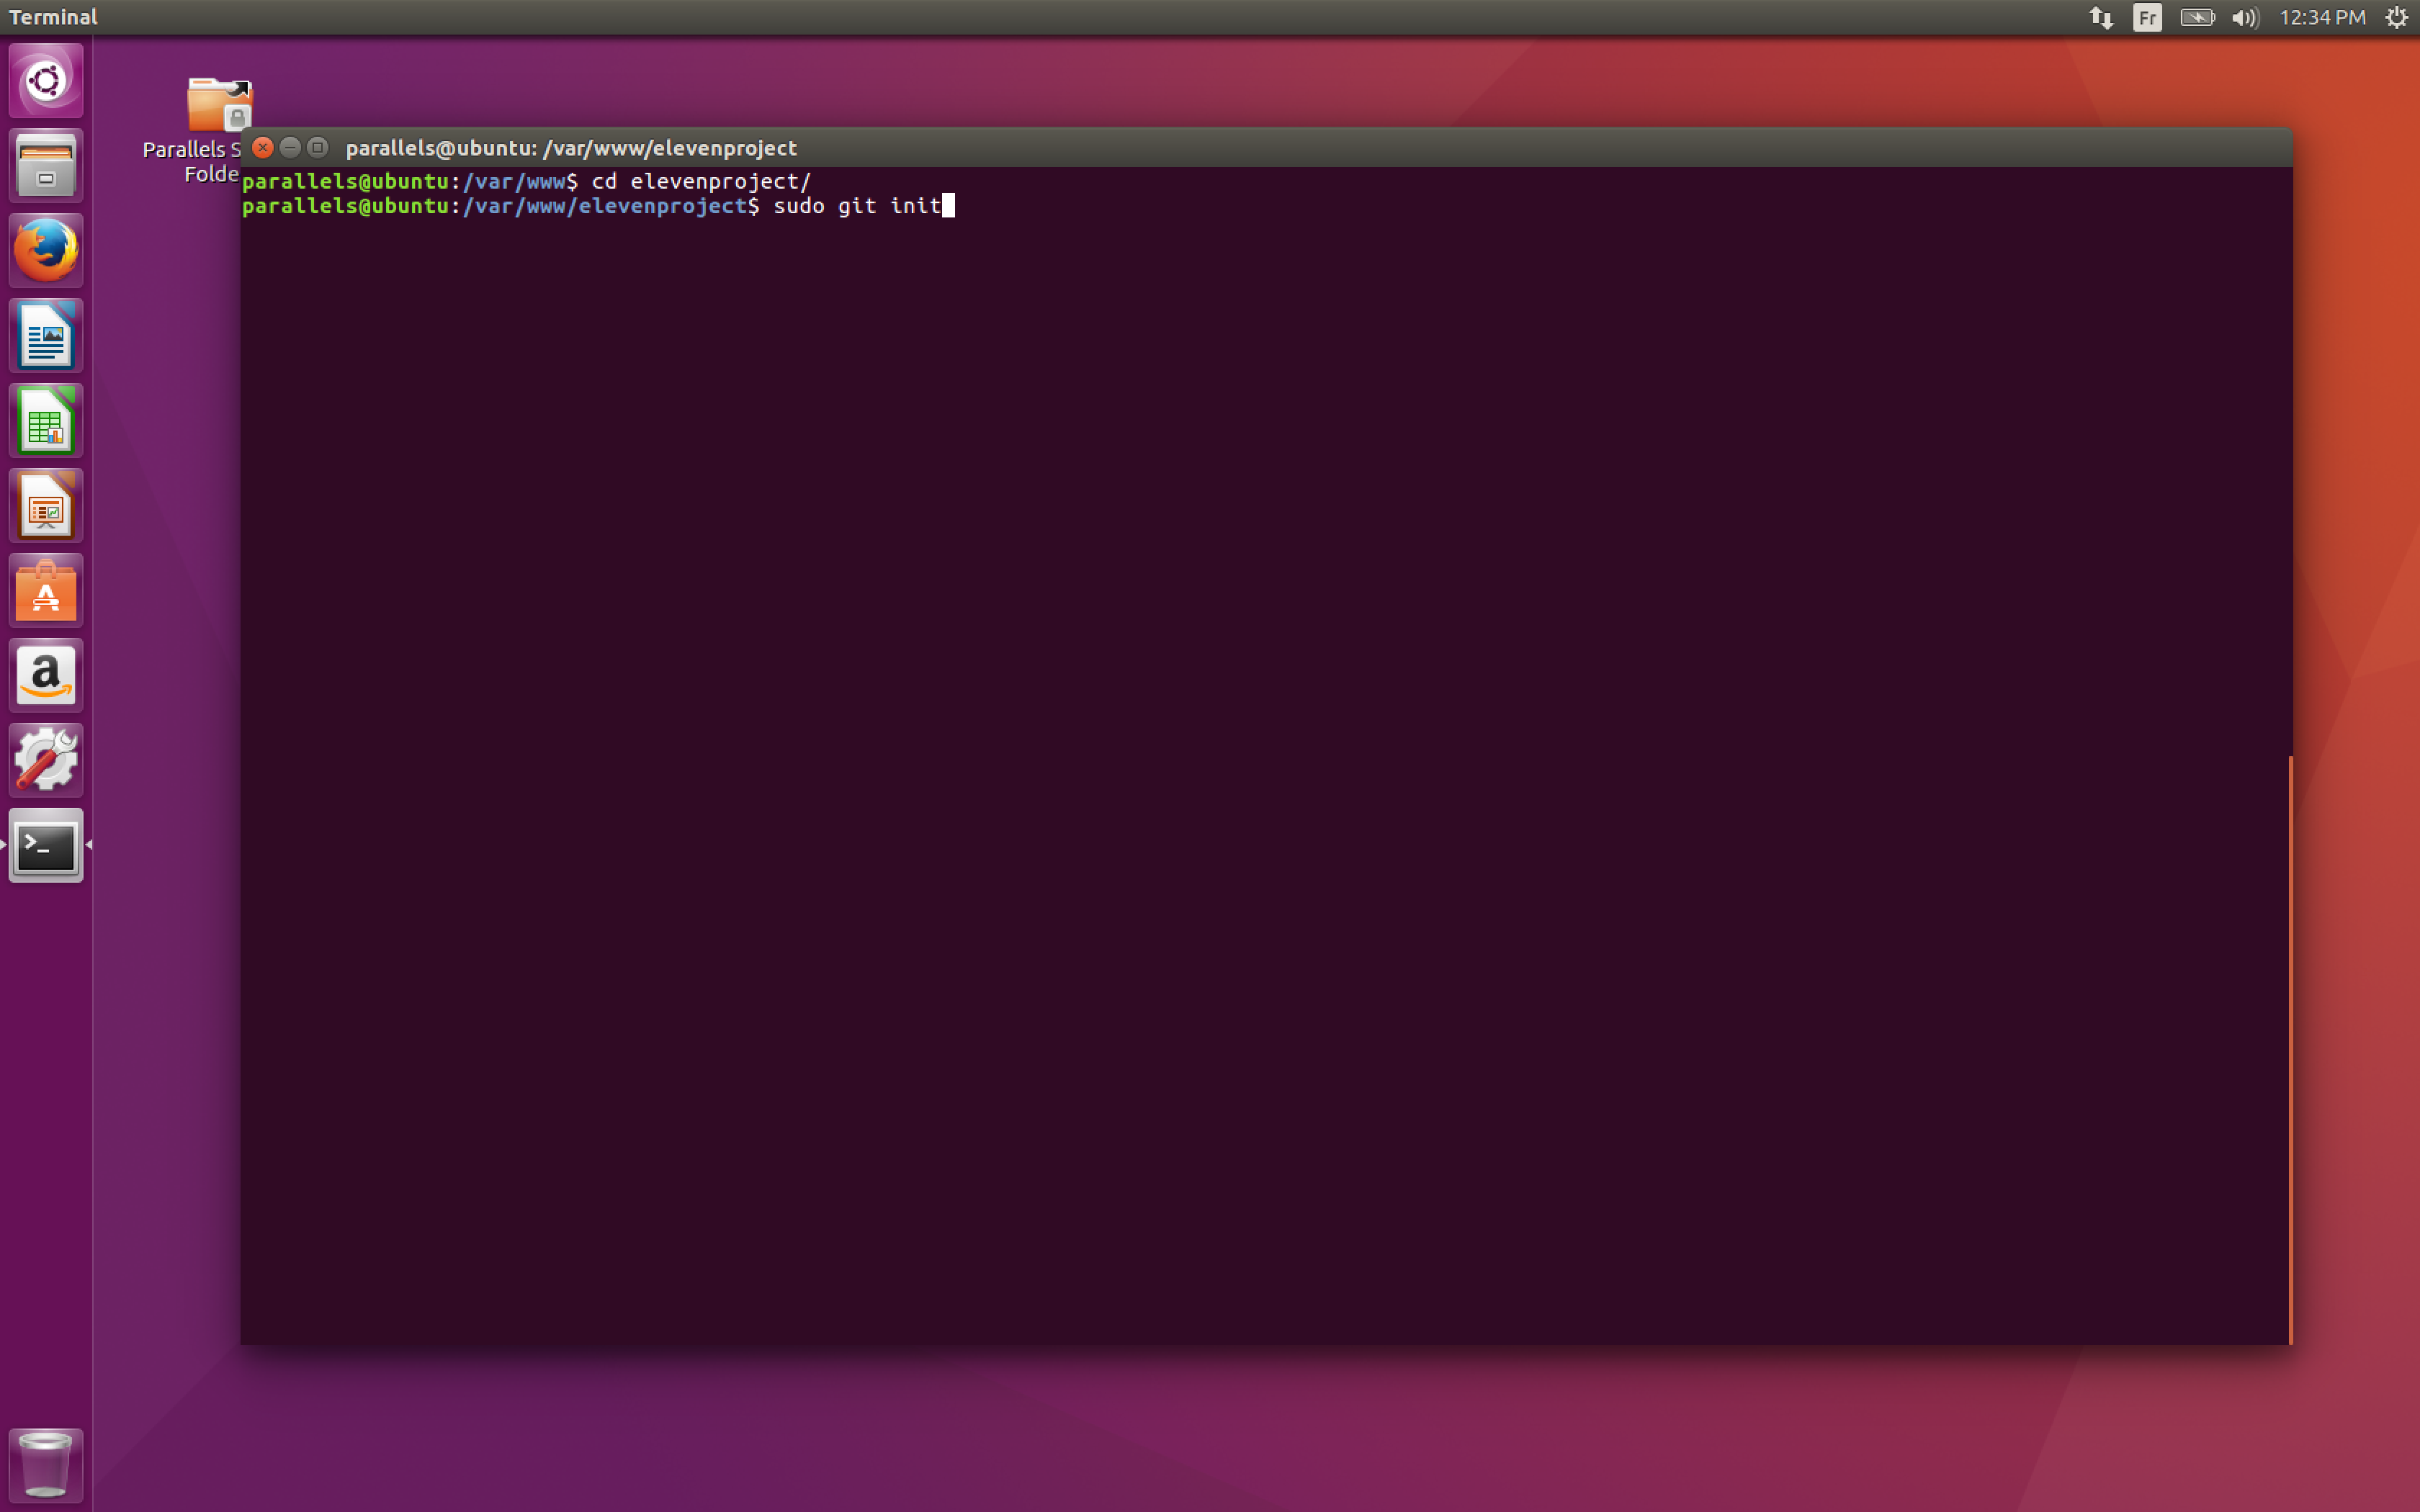 Terminal
Fr
12:34 PM
Parallels S
Folde
parallels@ubuntu: /var/www/elevenproject
parallels@ubuntu:/var/www$ cd elevenproject/
parallels@ubuntu:/var/www/elevenproject$ sudo git init
A
a
>_